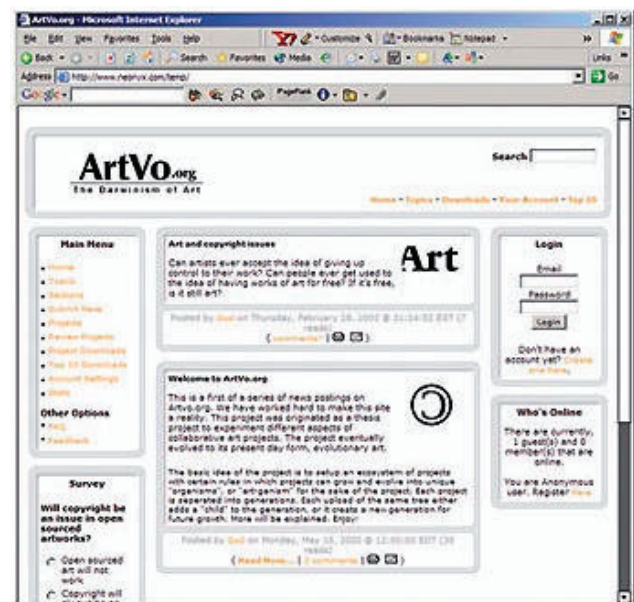 ArtVo.org - Microsoft Internet Explorer
File Edit View Favorites Tools Help
Customize Bookmarks Notepad
Back Search Favorites Media Links
Address http://www.neorux.com/temp/ Go
Google PageRank
ArtVo.org
The Darwinism of Art
Search
Home Topics Downloads Your Account Top 10
Main Menu
Home
Topics
Sections
Submit News
Projects
Review Projects
Project Downloads
Top 10 Downloads
Account Settings
Stats
Other Options
FAQ
Feedback
Survey
Will copyright be
an issue in open
sourced
artworks?
Open sourced
art will not
work
Copyright will
Art and copyright issues
Art
Can artists ever accept the idea of giving up
control to their work? Can people ever get used to
the idea of having works of art for free? If it's free,
is it still art?
Posted by God on Thursday, February 28, 2002 @ 21:14:52 EST (7
reads)
( comments? | )
Welcome to ArtVo.org
This is a first of a series of news postings on
Artvo.org. We have worked hard to make this site
a reality. This project was originated as a thesis
project to experiment different aspects of
collaborative art projects. The project eventually
evolved to its present day form, evolutionary art.
The basic idea of the project is to setup an ecosystem of projects
with certain rules in which projects can grow and evolve into unique
"organisms", or "artganism" for the sake of the project. Each project
is seperated into generations. Each upload of the same tree either
adds a "child" to the generation, or it create a new generation for
future growth. More will be explained. Enjoy!
Posted by God on Monday, May 15, 2000 @ 12:00:00 EDT (38
reads)
( Read More... | 2 comments | )
Login
Email
Password
Login
Don't have an
account yet? Create
one here.
Who's Online
There are currently,
1 guest(s) and 0
member(s) that are
online.
You are Anonymous
user. Register here